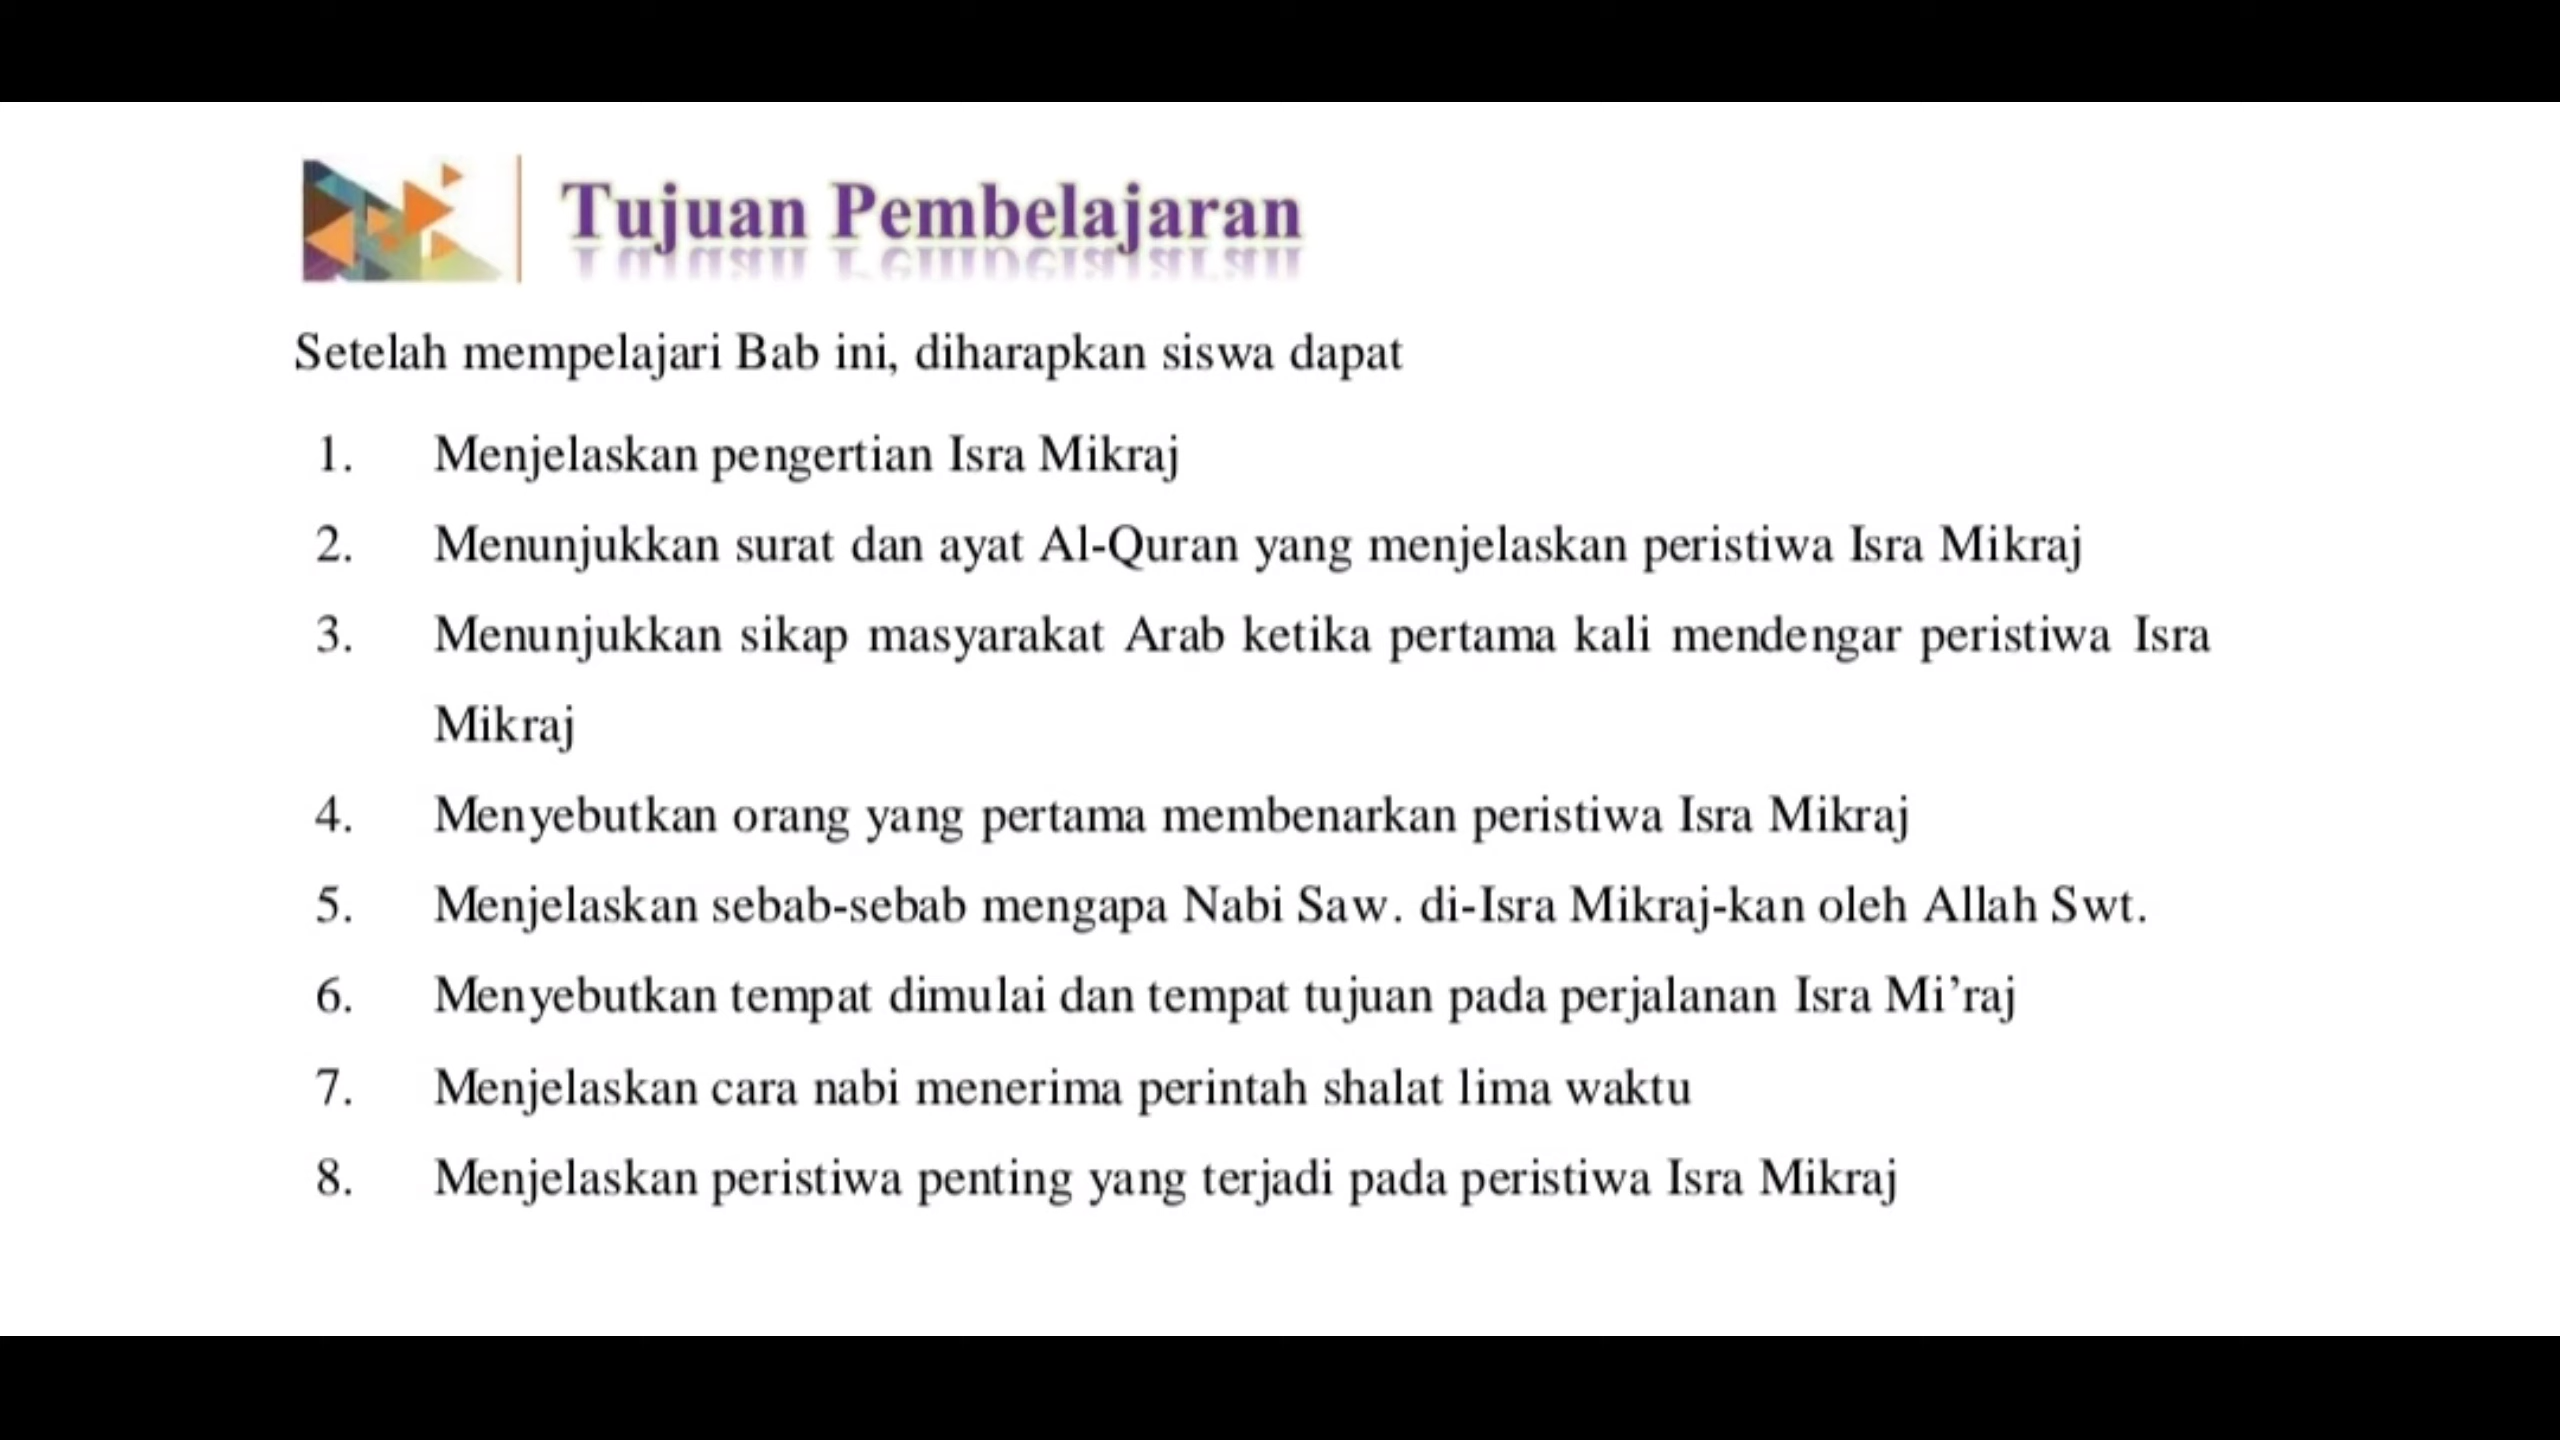 Tujuan Pembelajaran
Setelah mempelajari Bab ini, diharapkan siswa dapat
1. Menjelaskan pengertian Isra Mikraj
2. Menunjukkan surat dan ayat Al-Quran yang menjelaskan peristiwa Isra Mikraj
3. Menunjukkan sikap masyarakat Arab ketika pertama kali mendengar peristiwa Isra
Mikraj
4. Menyebutkan orang yang pertama membenarkan peristiwa Isra Mikraj
5. Menjelaskan sebab-sebab mengapa Nabi Saw. di-Isra Mikraj-kan oleh Allah Swt.
6. Menyebutkan tempat dimulai dan tempat tujuan pada perjalanan Isra Mi’raj
7. Menjelaskan cara nabi menerima perintah shalat lima waktu
8. Menjelaskan peristiwa penting yang terjadi pada peristiwa Isra Mikraj